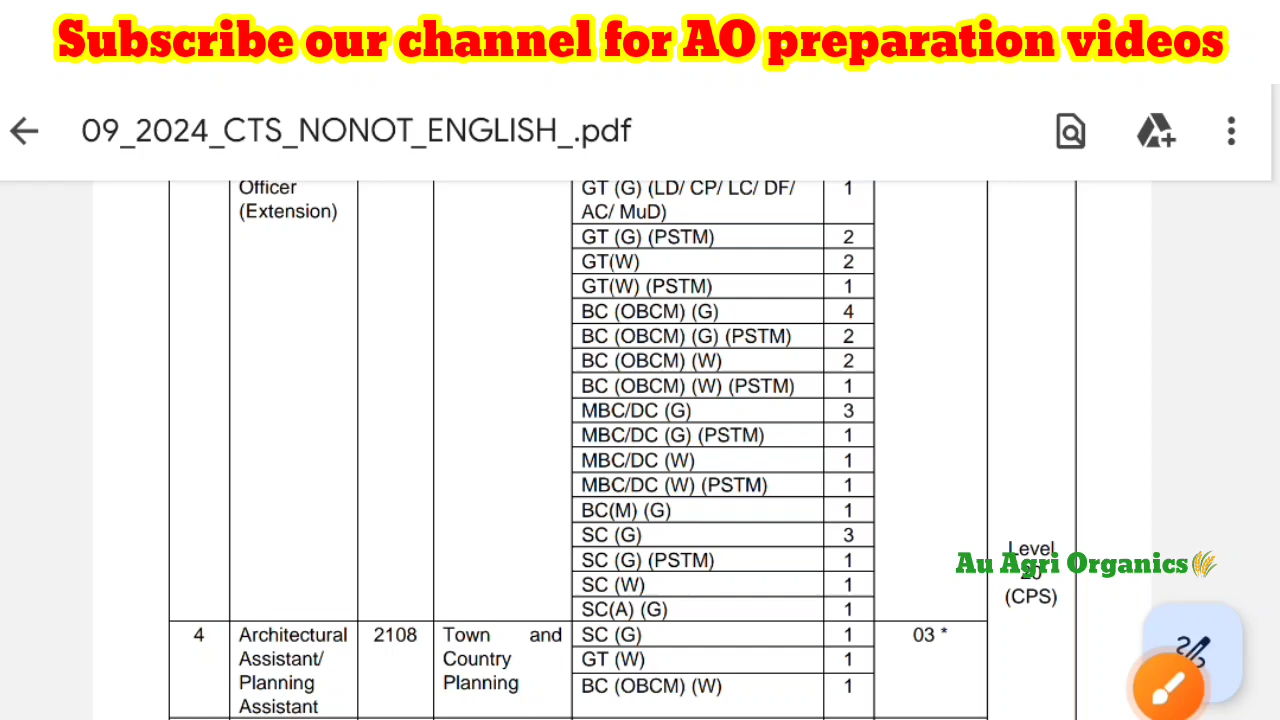 Subscribe our channel for AO preparation videos
09_2024_CTS_NONOT_ENGLISH_.pdf
Officer
(Extension)
GT (G) (LD/ CP/ LC/ DF/ 1
AC/ MuD)
GT (G) (PSTM) 2
GT(W) 2
GT(W) (PSTM) 1
BC (OBCM) (G) 4
BC (OBCM) (G) (PSTM) 2
BC (OBCM) (W) 2
BC (OBCM) (W) (PSTM) 1
MBC/DC (G) 3
MBC/DC (G) (PSTM) 1
MBC/DC (W) 1
MBC/DC (W) (PSTM) 1
BC(M) (G) 1
SC (G) 3
SC (G) (PSTM) 1
SC (W) 1
SC(A) (G) 1
Level
Au Agri Organics
(CPS)
4
Architectural
Assistant/
Planning
Assistant
2108
Town and
Country
Planning
SC (G) 1
GT (W) 1
BC (OBCM) (W) 1
03 *